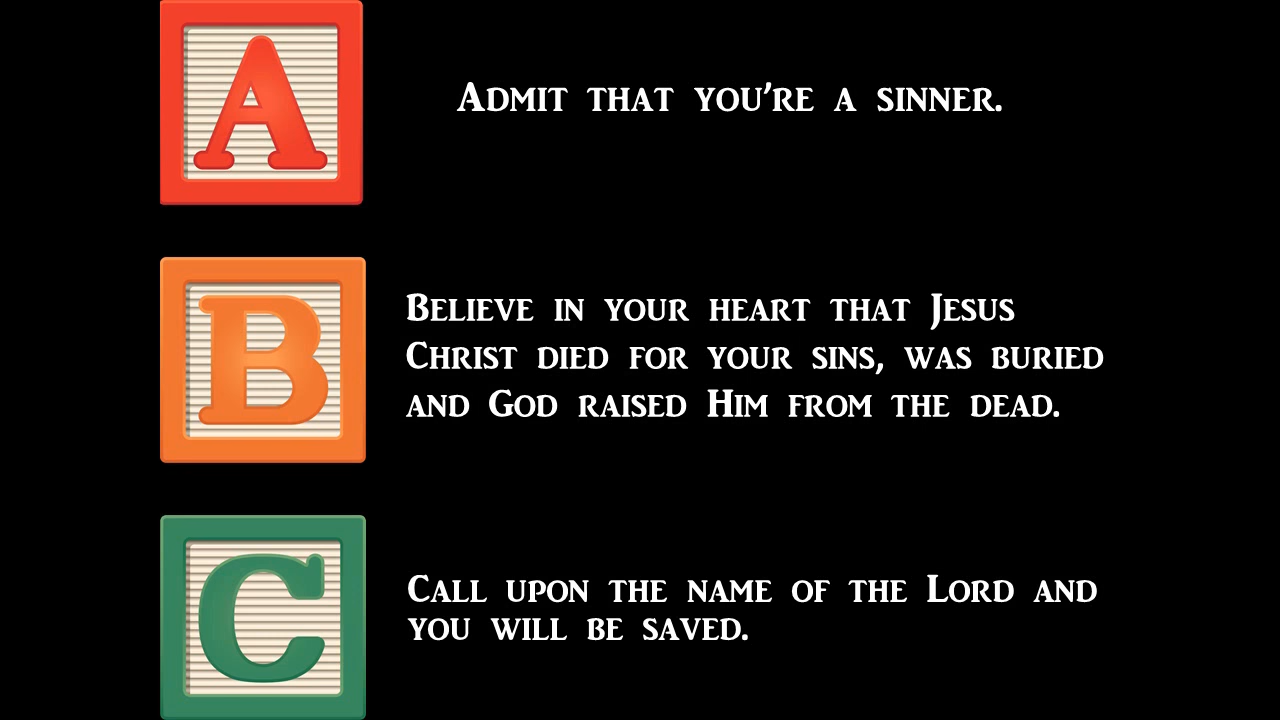 A
Admit that you're a sinner.
B
Believe in your heart that Jesus
Christ died for your sins, was buried
and God raised Him from the dead.
C
Call upon the name of the Lord and
you will be saved.